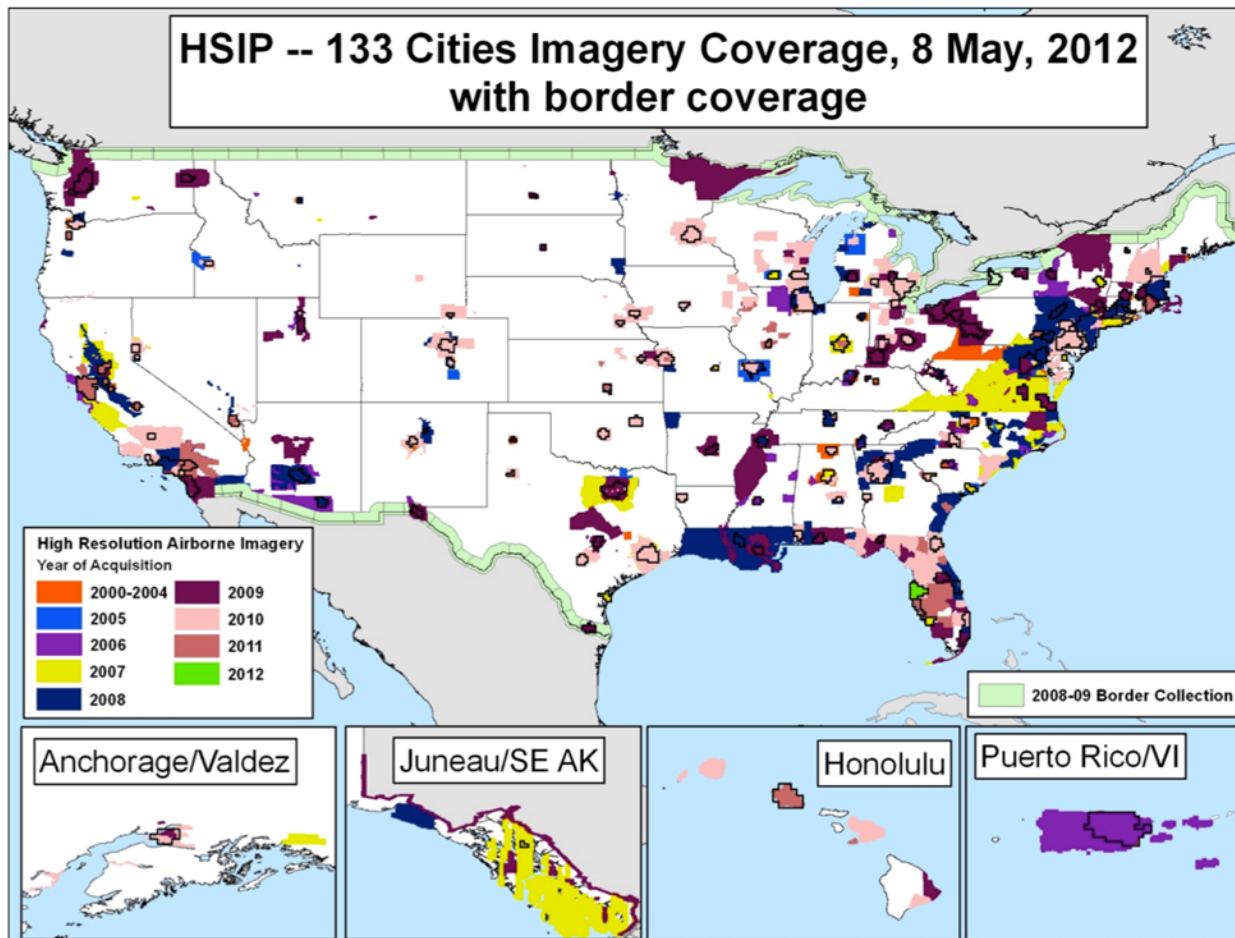 HSIP -- 133 Cities Imagery Coverage, 8 May, 2012
with border coverage
High Resolution Airborne Imagery
Year of Acquisition
2000-2004
2005
2006
2007
2008
2009
2010
2011
2012
2008-09 Border Collection
Anchorage/Valdez
Juneau/SE AK
Honolulu
Puerto Rico/VI